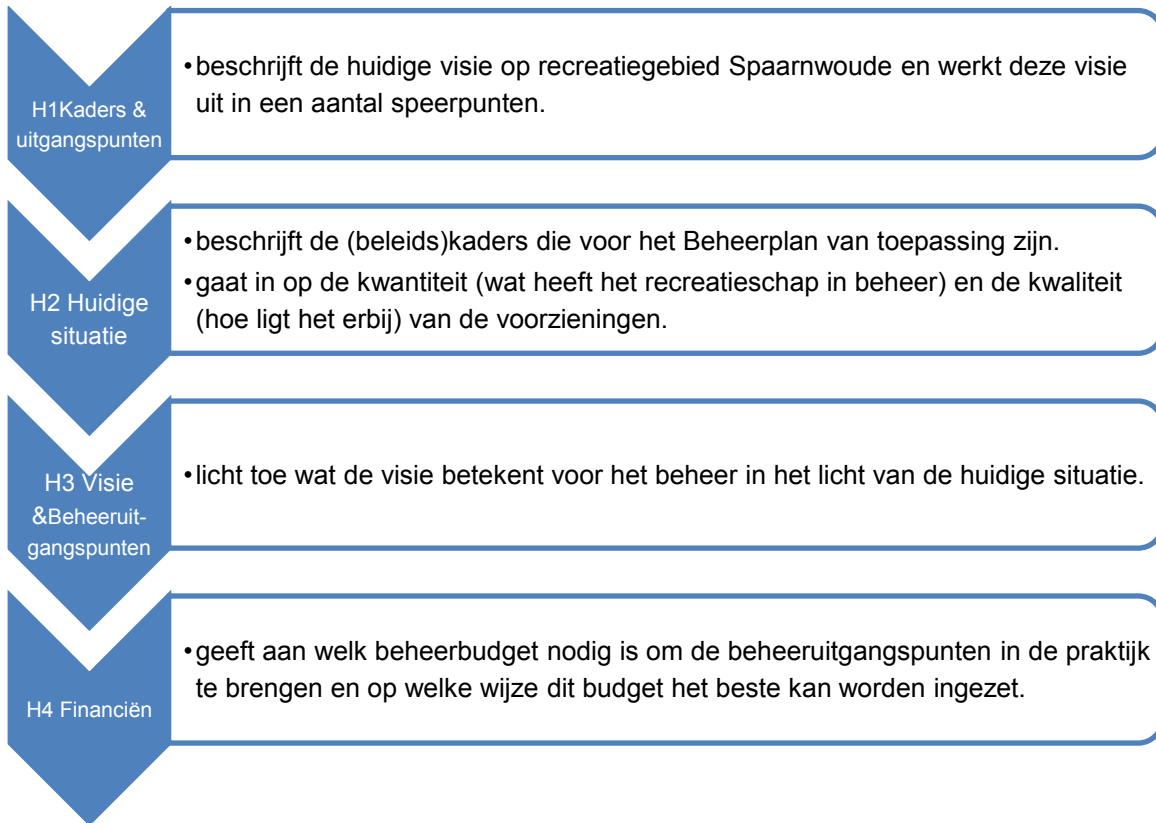 H1Kaders &
uitgangspunten
•beschrijft de huidige visie op recreatiegebied Spaarnwoude en werkt deze visie
uit in een aantal speerpunten.
H2 Huidige
situatie
•beschrijft de (beleids)kaders die voor het Beheerplan van toepassing zijn.
•gaat in op de kwantiteit (wat heeft het recreatieschap in beheer) en de kwaliteit
(hoe ligt het erbij) van de voorzieningen.
H3 Visie
&Beheeruit-
gangspunten
•licht toe wat de visie betekent voor het beheer in het licht van de huidige situatie.
H4 Financiën
•geeft aan welk beheerbudget nodig is om de beheeruitgangspunten in de praktijk
te brengen en op welke wijze dit budget het beste kan worden ingezet.